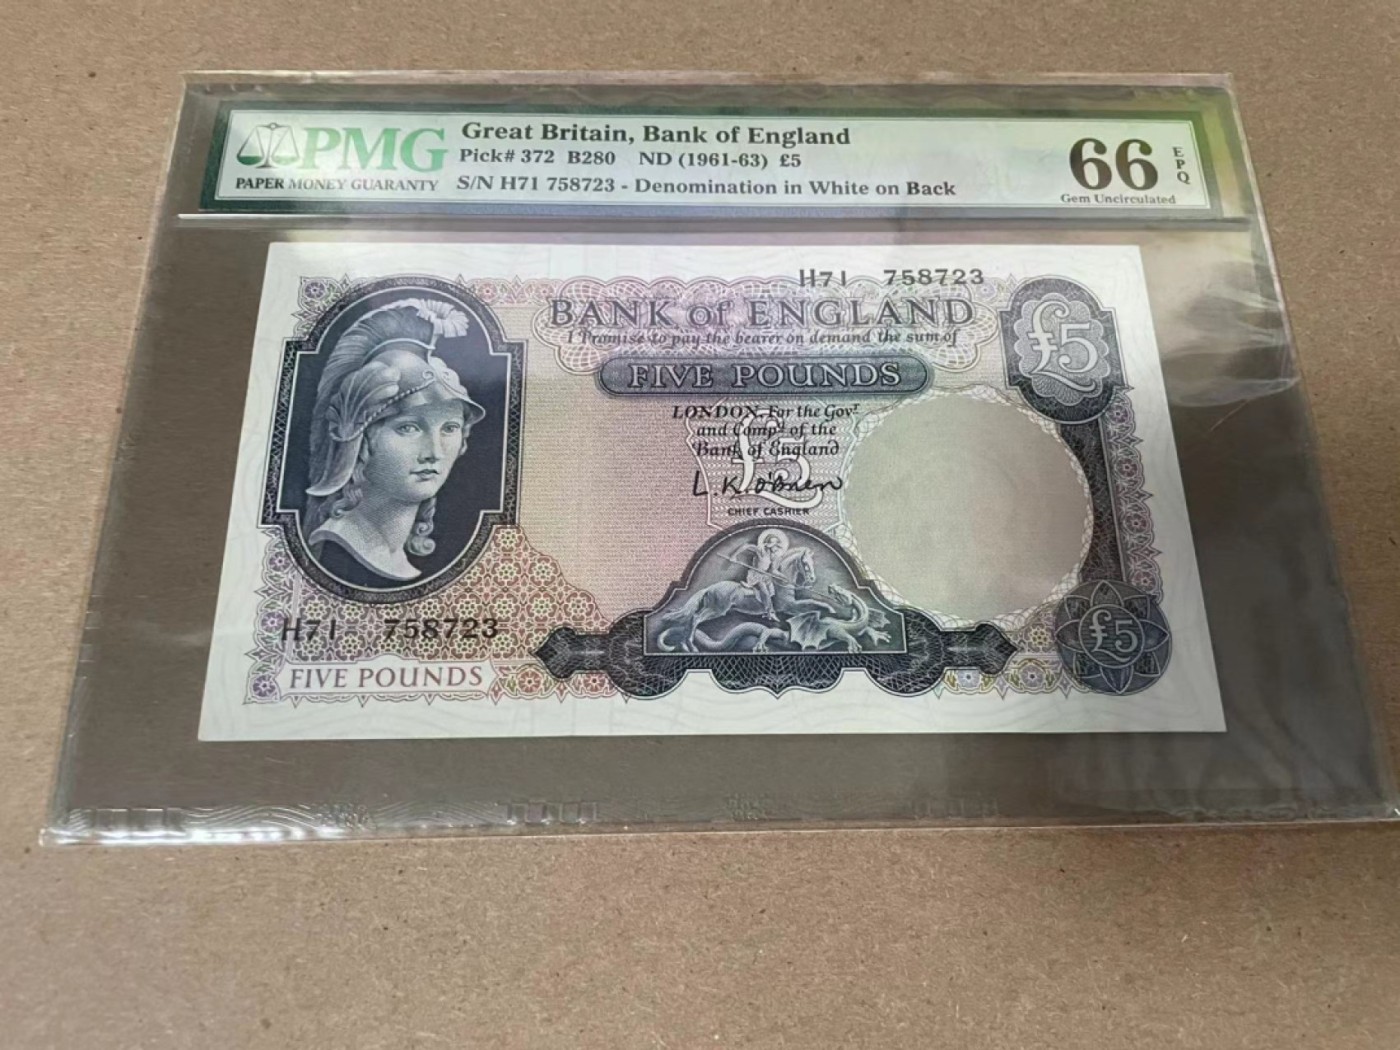 PMG
PAPER MONEY GUARANTY
Great Britain, Bank of England
Pick# 372 B280 ND (1961-63) £5
S/N H71 758723 - Denomination in White on Back
66
EPQ
Gem Uncirculated
H71 758723
BANK of ENGLAND
I Promise to pay the bearer on demand the sum of
FIVE POUNDS
£5
LONDON, For the Govr
and Compa of the
Bank of England
£5
L.K. O'Brien
CHIEF CASHIER
H71 758723
FIVE POUNDS
£5